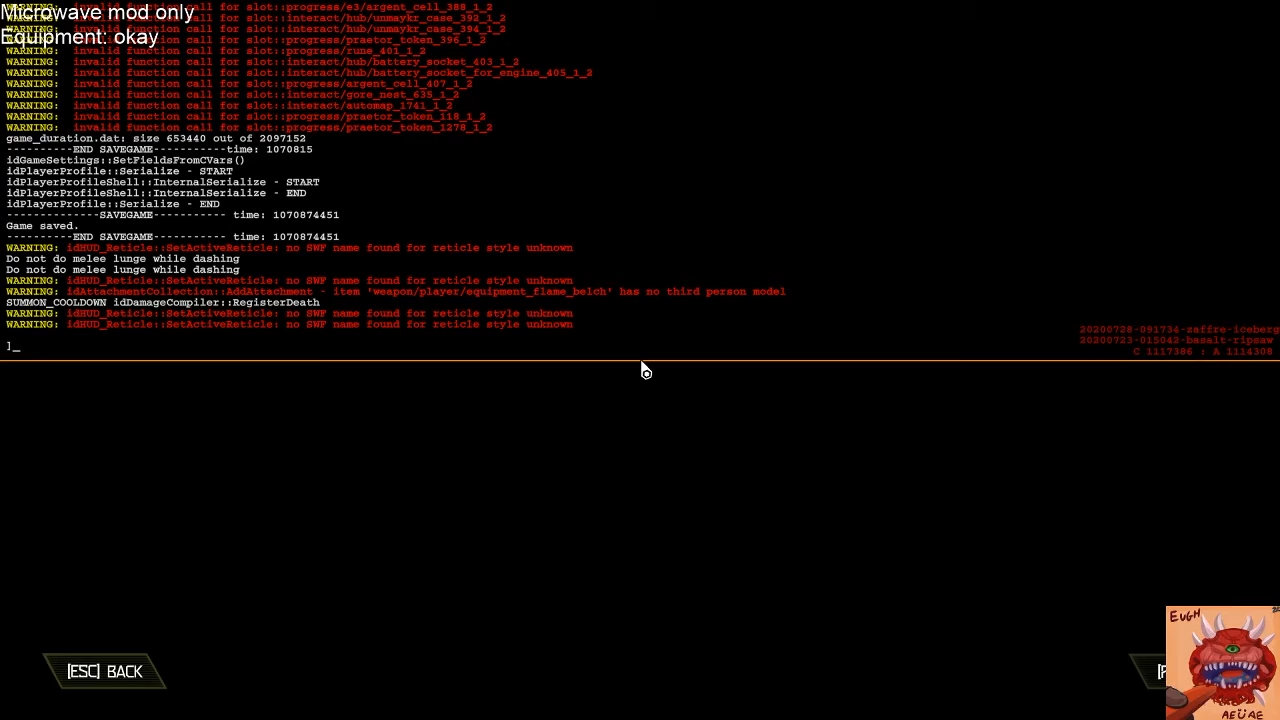 Microwave mod only
Equipment: okay
WARNING: invalid function call for slot::progress/e3/argent_cell_388_1_2
WARNING: invalid function call for slot::interact/hub/unmaykr_case_392_1_2
WARNING: invalid function call for slot::interact/hub/unmaykr_case_394_1_2
WARNING: invalid function call for slot::progress/praetor_token_396_1_2
WARNING: invalid function call for slot::progress/rune_401_1_2
WARNING: invalid function call for slot::interact/hub/battery_socket_403_1_2
WARNING: invalid function call for slot::interact/hub/battery_socket_for_engine_405_1_2
WARNING: invalid function call for slot::progress/argent_cell_407_1_2
WARNING: invalid function call for slot::interact/gore_nest_635_1_2
WARNING: invalid function call for slot::interact/automap_1741_1_2
WARNING: invalid function call for slot::progress/praetor_token_118_1_2
WARNING: invalid function call for slot::progress/praetor_token_1278_1_2
game_duration.dat: size 653440 out of 2097152
----------END SAVEGAME-----------time: 1070815
idGameSettings::SetFieldsFromCVars()
idPlayerProfile::Serialize - START
idPlayerProfileShell::InternalSerialize - START
idPlayerProfileShell::InternalSerialize - END
idPlayerProfile::Serialize - END
--------------SAVEGAME----------- time: 1070874451
Game saved.
----------END SAVEGAME----------- time: 1070874451
WARNING: idHUD_Reticle::SetActiveReticle: no SWF name found for reticle style unknown
Do not do melee lunge while dashing
Do not do melee lunge while dashing
WARNING: idHUD_Reticle::SetActiveReticle: no SWF name found for reticle style unknown
WARNING: idAttachmentCollection::AddAttachment - item 'weapon/player/equipment_flame_belch' has no third person model
SUMMON_COOLDOWN idDamageCompiler::RegisterDeath
WARNING: idHUD_Reticle::SetActiveReticle: no SWF name found for reticle style unknown
WARNING: idHUD_Reticle::SetActiveReticle: no SWF name found for reticle style unknown
20200728-091734-zaffre-iceberg
20200723-015042-basalt-ripsaw
C 1117386 : A 1114308
]_
[ESC] BACK
EUGH
AEÜAE